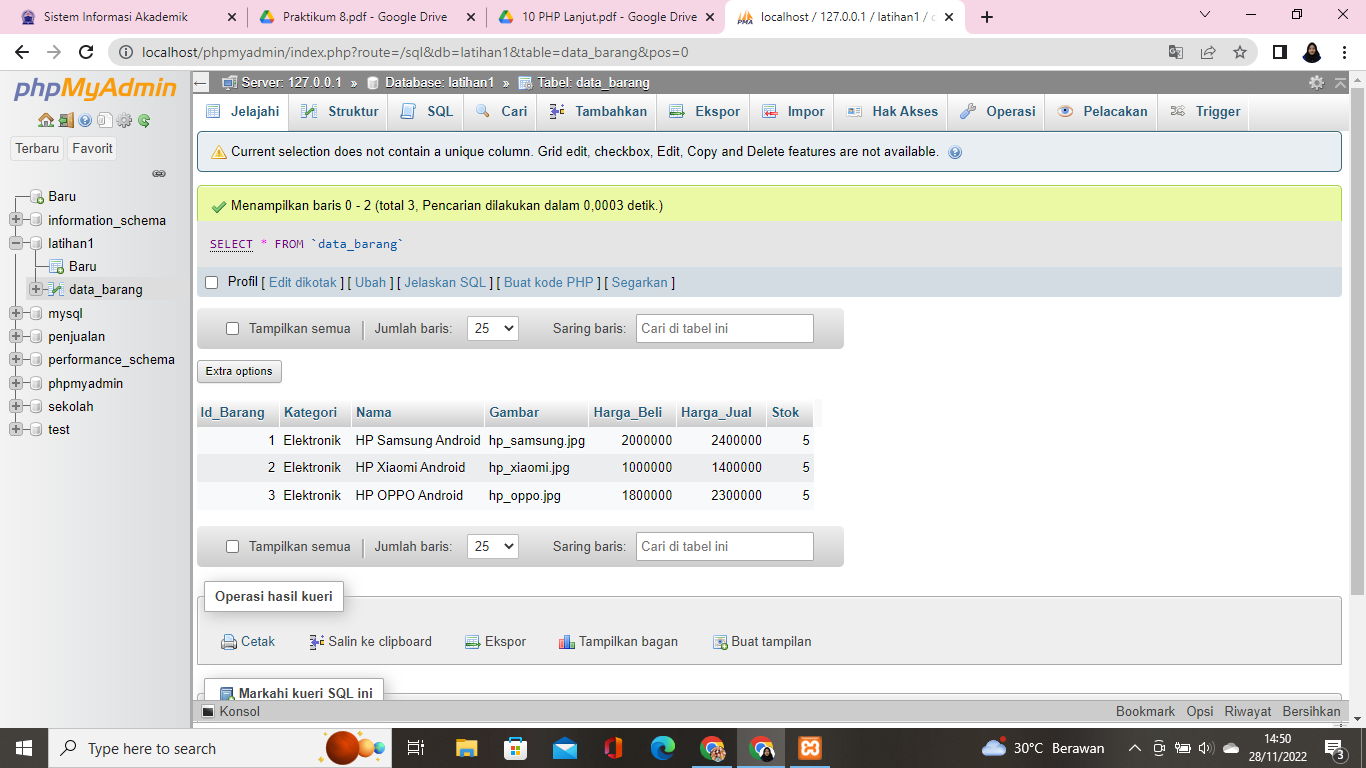 Sistem Informasi Akademik
Praktikum 8.pdf - Google Drive
10 PHP Lanjut.pdf - Google Drive
localhost / 127.0.0.1 / latihan1 /
localhost/phpmyadmin/index.php?route=/sql&db=latihan1&table=data_barang&pos=0
phpMyAdmin
Terbaru Favorit
Baru
information_schema
latihan1
Baru
data_barang
mysql
penjualan
performance_schema
phpmyadmin
sekolah
test
Server: 127.0.0.1 » Database: latihan1 » Tabel: data_barang
Jelajahi Struktur SQL Cari Tambahkan Ekspor Impor Hak Akses Operasi Pelacakan Trigger
Current selection does not contain a unique column. Grid edit, checkbox, Edit, Copy and Delete features are not available.
Menampilkan baris 0 - 2 (total 3, Pencarian dilakukan dalam 0,0003 detik.)
SELECT * FROM `data_barang`
Profil [ Edit dikotak ] [ Ubah ] [ Jelaskan SQL ] [ Buat kode PHP ] [ Segarkan ]
Tampilkan semua | Jumlah baris: 25 Saring baris: Cari di tabel ini
Extra options
Id_Barang Kategori Nama Gambar Harga_Beli Harga_Jual Stok
1 Elektronik HP Samsung Android hp_samsung.jpg 2000000 2400000 5
2 Elektronik HP Xiaomi Android hp_xiaomi.jpg 1000000 1400000 5
3 Elektronik HP OPPO Android hp_oppo.jpg 1800000 2300000 5
Tampilkan semua | Jumlah baris: 25 Saring baris: Cari di tabel ini
Operasi hasil kueri
Cetak Salin ke clipboard Ekspor Tampilkan bagan Buat tampilan
Markahi kueri SQL ini
Konsol Bookmark Opsi Riwayat Bersihkan
Type here to search
30°C Berawan
14:50
28/11/2022
3